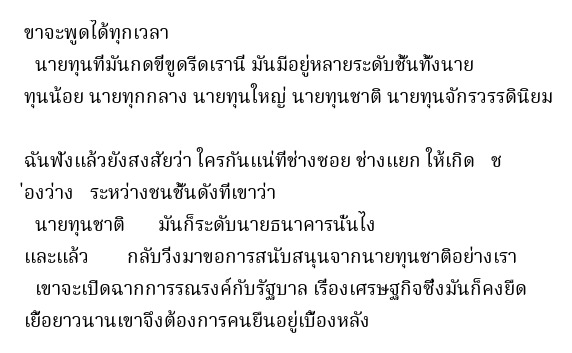 ขาจะพูดได้ทุกเวลา
นายทุนที่มันกดขี่ขูดรีดเรานี่ มันมีอยู่หลายระดับชั้นทั้งนาย
ทุนน้อย นายทุกกลาง นายทุนใหญ่ นายทุนชาติ นายทุนจักรวรรดินิยม
ฉันฟังแล้วยังสงสัยว่า ใครกันแน่ที่ช่างซอย ช่างแยก ให้เกิด ช
่องว่าง ระหว่างชนชั้นดังที่เขาว่า
นายทุนชาติ มันก็ระดับนายธนาคารนั่นไง
และแล้ว กลับวิ่งมาขอการสนับสนุนจากนายทุนชาติอย่างเรา
เขาจะเปิดฉากการรณรงค์กับรัฐบาล เรื่องเศรษฐกิจซึ่งมันก็คงยืด
เยื้อยาวนานเขาจึงต้องการคนยืนอยู่เบื้องหลัง